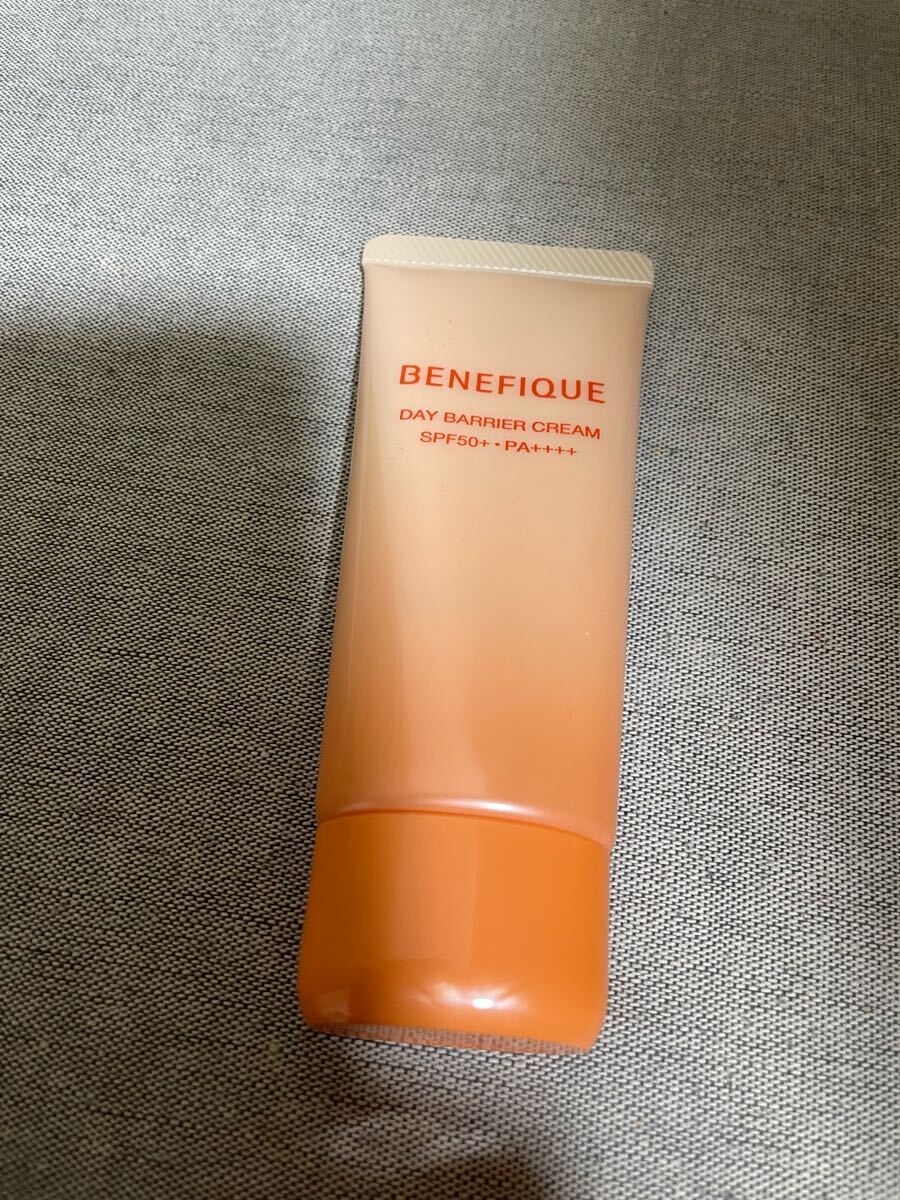 BENEFIQUE
DAY BARRIER CREAM
SPF50+・PA++++